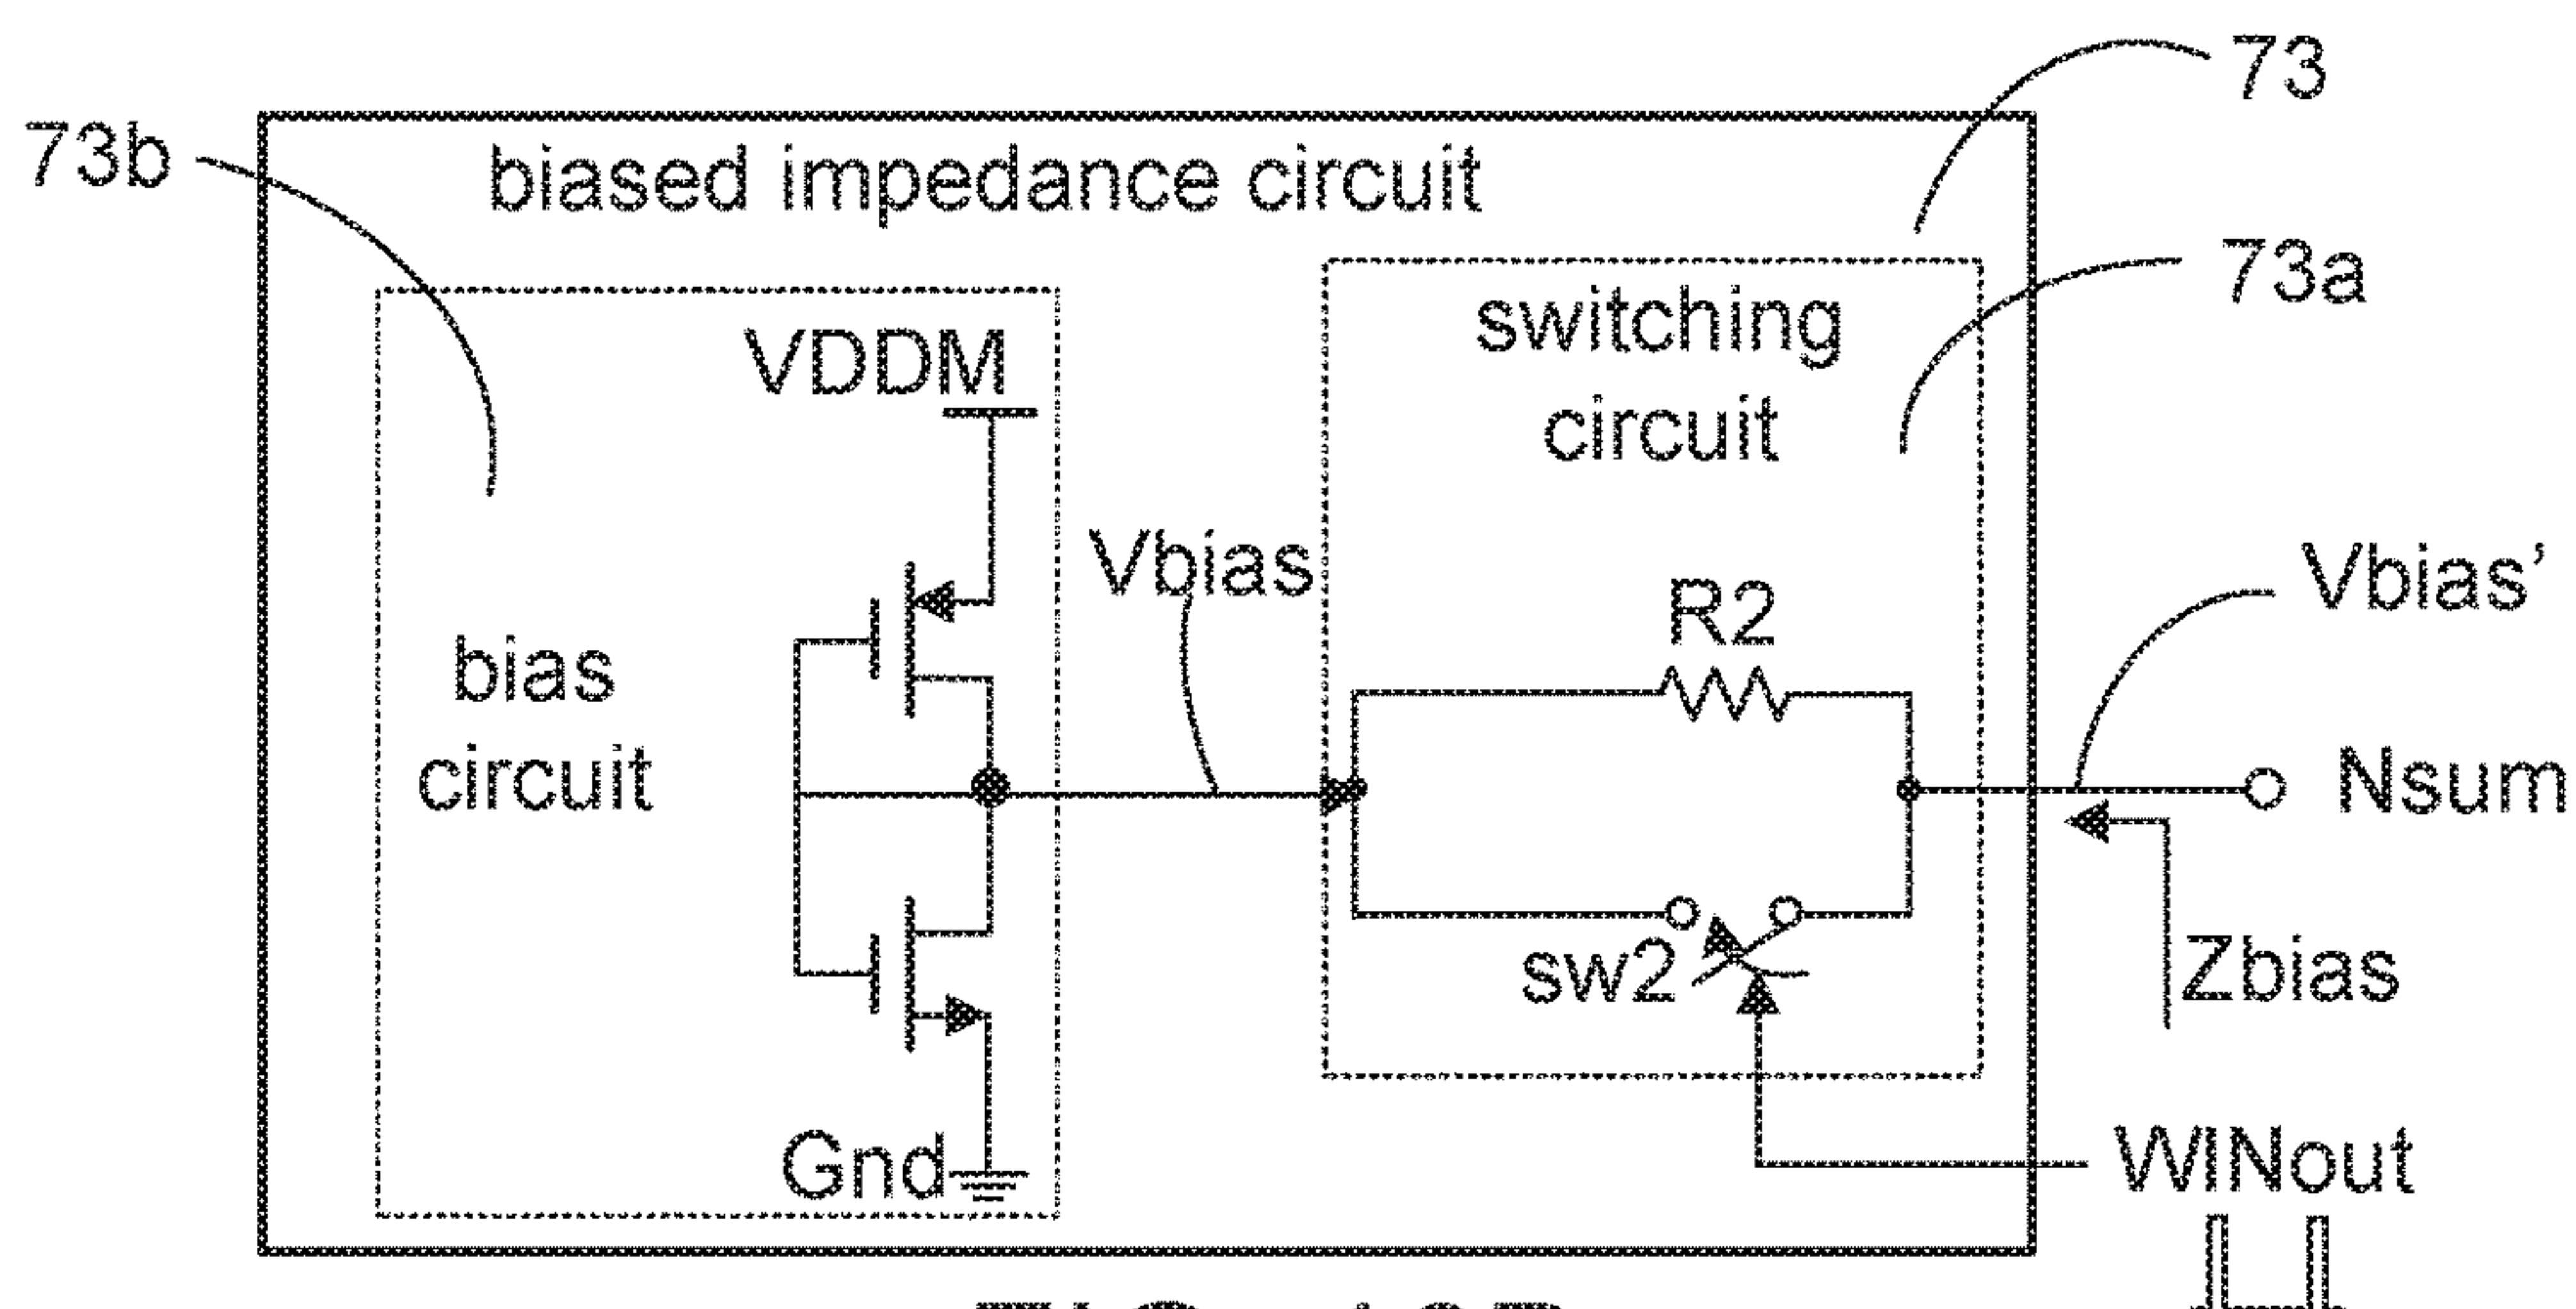 73
73b
biased impedance circuit
73a
switching
circuit
VDDM
Vbias
Vbias’
R2
bias
circuit
Nsum
sw2
Zbias
Gnd
WINout